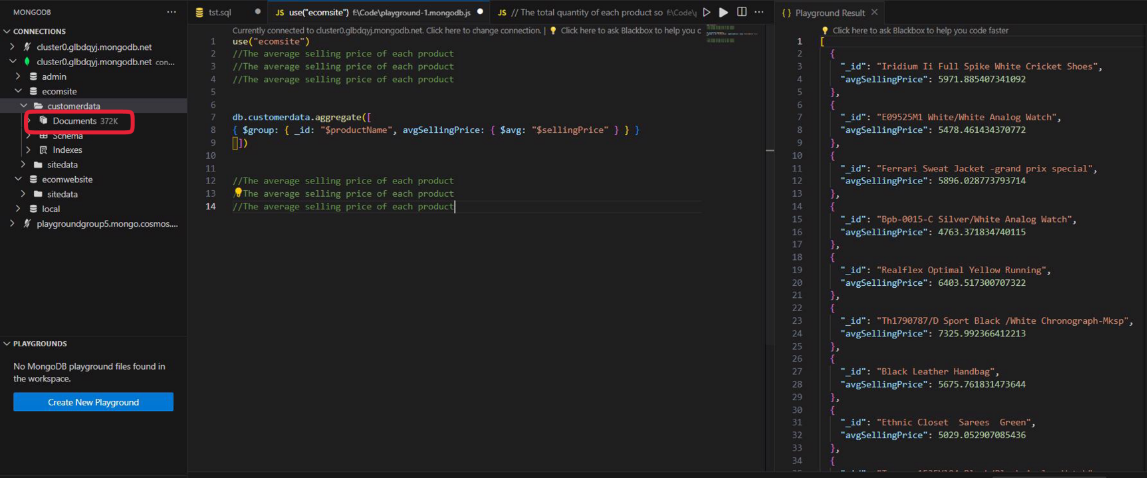 MONGODB
CONNECTIONS
cluster0.glbdqyj.mongodb.net
cluster0.glbdqyj.mongodb.net con...
admin
ecomsite
customerdata
Documents 372K
Schema
Indexes
sitedata
ecomwebsite
sitedata
local
playgroundgroup5.mongo.cosmos....
PLAYGROUNDS
No MongoDB playground files found in
the workspace.
Create New Playground
tst.sql
JS use("ecomsite") f:\Code\playground-1.mongodb.js
JS // The total quantity of each product so f:\Code\
Currently connected to cluster0.glbdqyj.mongodb.net. Click here to change connection. | Click here to ask Blackbox to help you c
1 use("ecomsite")
2 //The average selling price of each product
3 //The average selling price of each product
4 //The average selling price of each product
5
6
7 db.customerdata.aggregate([
8 { $group: { _id: "$productName", avgSellingPrice: { $avg: "$sellingPrice" } } }
9 ])
10
11
12 //The average selling price of each product
13 //The average selling price of each product
14 //The average selling price of each product
{ } Playground Result
Click here to ask Blackbox to help you code faster
1 [
2 {
3 "_id": "Iridium Ii Full Spike White Cricket Shoes",
4 "avgSellingPrice": 5971.885407341092
5 },
6 {
7 "_id": "E09525M1 White/White Analog Watch",
8 "avgSellingPrice": 5478.461434370772
9 },
10 {
11 "_id": "Ferrari Sweat Jacket -grand prix special",
12 "avgSellingPrice": 5896.028773793714
13 },
14 {
15 "_id": "Bpb-0015-C Silver/White Analog Watch",
16 "avgSellingPrice": 4763.371834740115
17 },
18 {
19 "_id": "Realflex Optimal Yellow Running",
20 "avgSellingPrice": 6403.517300707322
21 },
22 {
23 "_id": "Th1790787/D Sport Black /White Chronograph-Mksp",
24 "avgSellingPrice": 7325.992366412213
25 },
26 {
27 "_id": "Black Leather Handbag",
28 "avgSellingPrice": 5675.761831473644
29 },
30 {
31 "_id": "Ethnic Closet Sarees Green",
32 "avgSellingPrice": 5029.052907085436
33 },
34 {